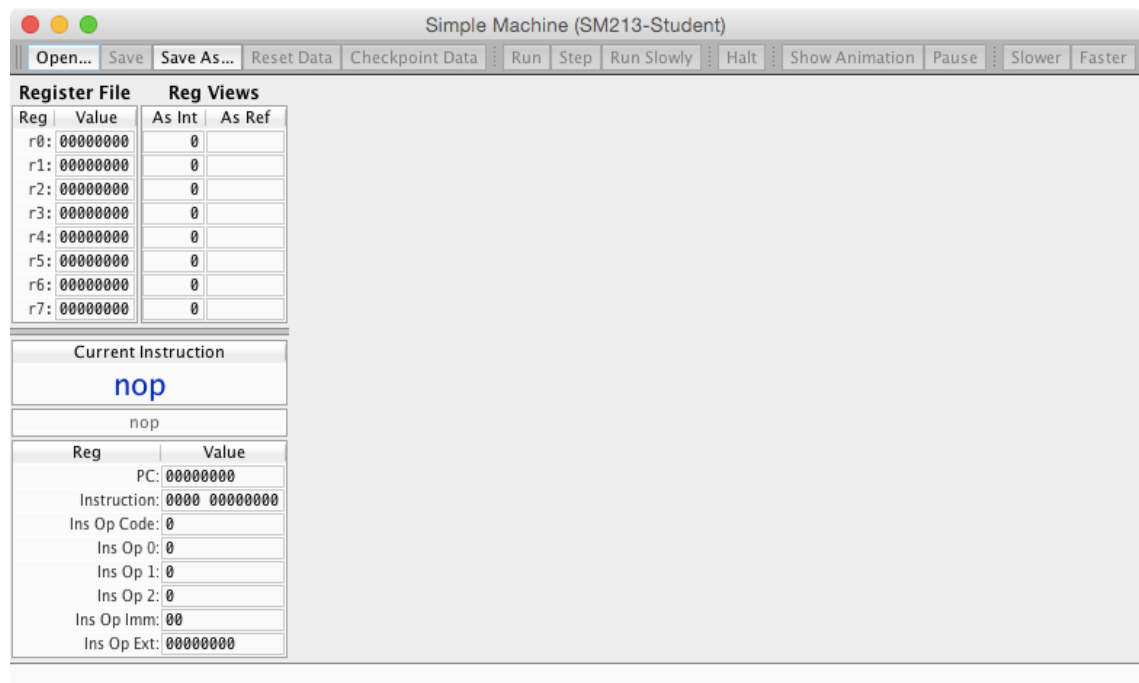 Simple Machine (SM213-Student)
Open... Save Save As... Reset Data Checkpoint Data Run Step Run Slowly Halt Show Animation Pause Slower Faster
Register File Reg Views
Reg Value As Int As Ref
r0: 00000000 0
r1: 00000000 0
r2: 00000000 0
r3: 00000000 0
r4: 00000000 0
r5: 00000000 0
r6: 00000000 0
r7: 00000000 0
Current Instruction
nop
nop
Reg Value
PC: 00000000
Instruction: 0000 00000000
Ins Op Code: 0
Ins Op 0: 0
Ins Op 1: 0
Ins Op 2: 0
Ins Op Imm: 00
Ins Op Ext: 00000000